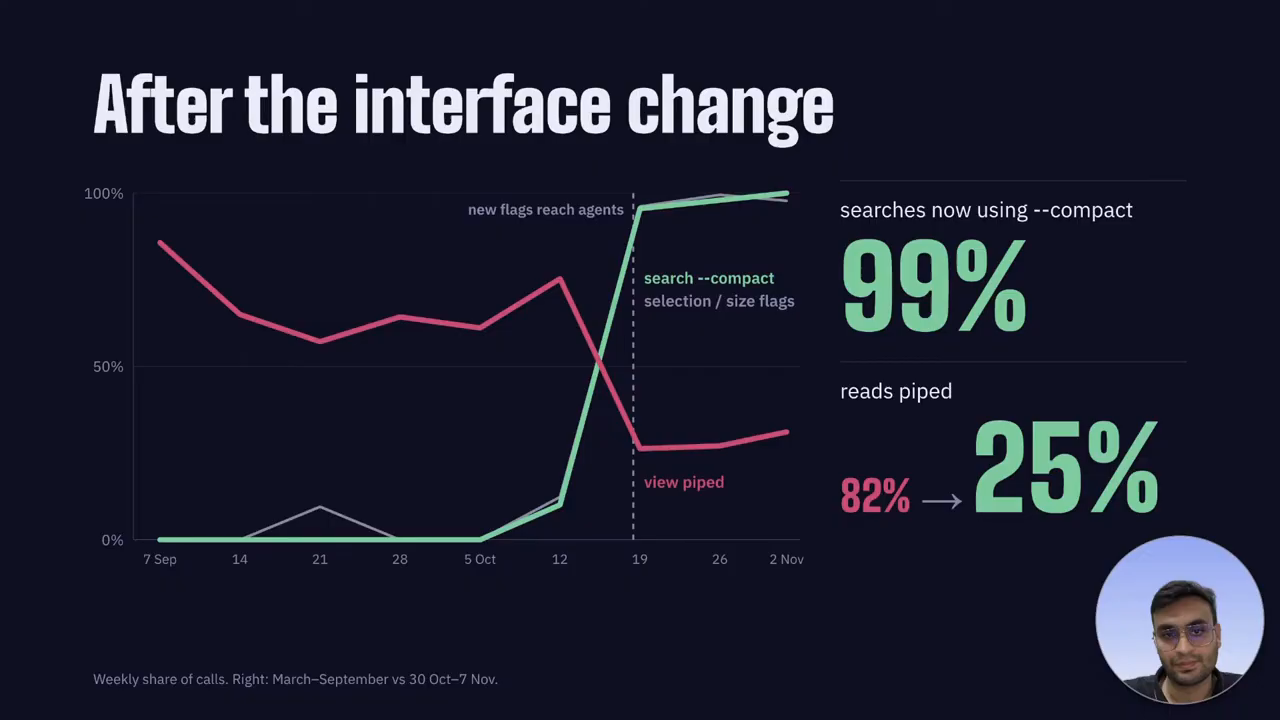 After the interface change
100%
50%
0%
new flags reach agents
search --compact
selection / size flags
view piped
7 Sep
14
21
28
5 Oct
12
19
26
2 Nov
searches now using --compact
99%
reads piped
82% → 25%
Weekly share of calls. Right: March–September vs 30 Oct–7 Nov.